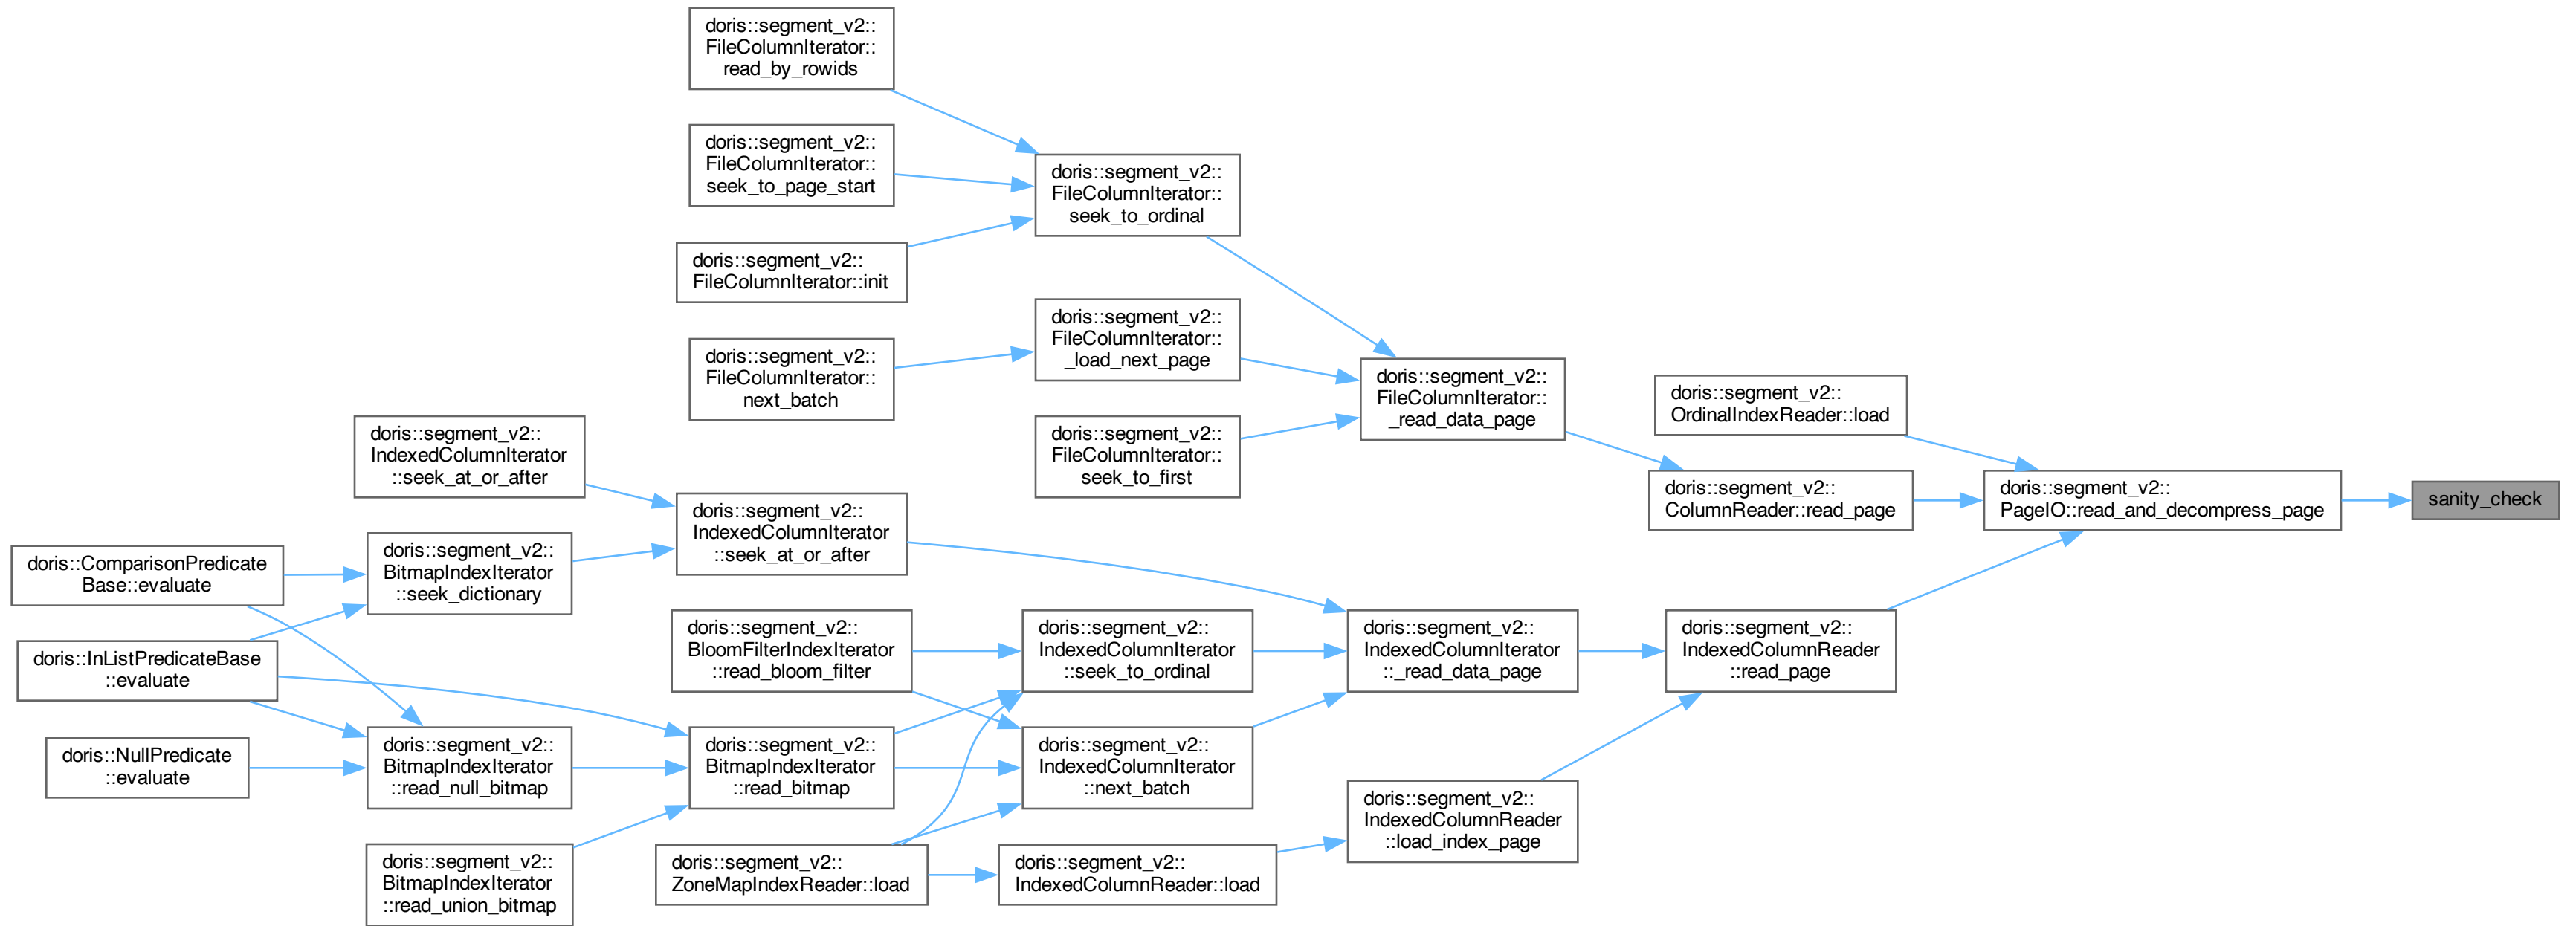 doris::segment_v2::
FileColumnIterator::
read_by_rowids
doris::segment_v2::
FileColumnIterator::
seek_to_page_start
doris::segment_v2::
FileColumnIterator::
seek_to_ordinal
doris::segment_v2::
FileColumnIterator::init
doris::segment_v2::
FileColumnIterator::
_load_next_page
doris::segment_v2::
FileColumnIterator::
next_batch
doris::segment_v2::
FileColumnIterator::
_read_data_page
doris::segment_v2::
OrdinalIndexReader::load
doris::segment_v2::
IndexedColumnIterator
::seek_at_or_after
doris::segment_v2::
FileColumnIterator::
seek_to_first
doris::segment_v2::
ColumnReader::read_page
doris::segment_v2::
PageIO::read_and_decompress_page
sanity_check
doris::segment_v2::
IndexedColumnIterator
::seek_at_or_after
doris::ComparisonPredicate
Base::evaluate
doris::segment_v2::
BitmapIndexIterator
::seek_dictionary
doris::InListPredicateBase
::evaluate
doris::segment_v2::
BloomFilterIndexIterator
::read_bloom_filter
doris::segment_v2::
IndexedColumnIterator
::seek_to_ordinal
doris::segment_v2::
IndexedColumnIterator
::_read_data_page
doris::segment_v2::
IndexedColumnReader
::read_page
doris::NullPredicate
::evaluate
doris::segment_v2::
BitmapIndexIterator
::read_null_bitmap
doris::segment_v2::
BitmapIndexIterator
::read_bitmap
doris::segment_v2::
IndexedColumnIterator
::next_batch
doris::segment_v2::
IndexedColumnReader
::load_index_page
doris::segment_v2::
BitmapIndexIterator
::read_union_bitmap
doris::segment_v2::
ZoneMapIndexReader::load
doris::segment_v2::
IndexedColumnReader::load